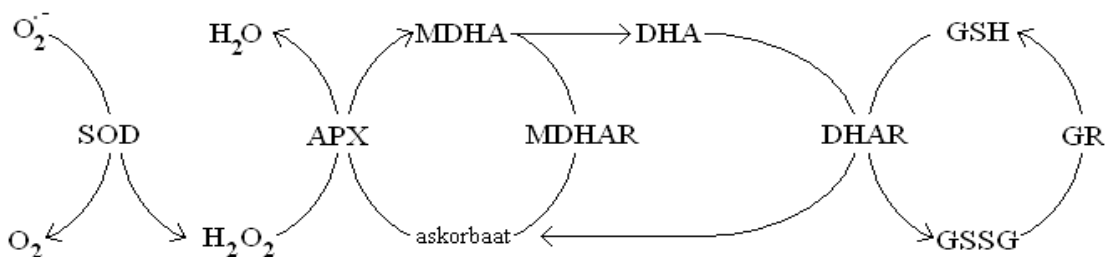 O₂·⁻ H₂O MDHA DHA GSH
SOD APX MDHAR DHAR GR
O₂ H₂O₂ askorbaat GSSG